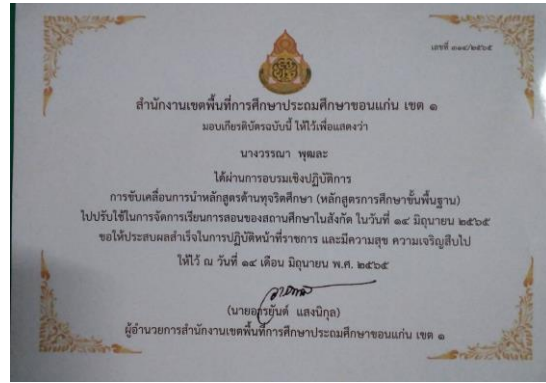 เลขที่ ๓๑๔/๒๕๖๕
สำนักงานเขตพื้นที่การศึกษาประถมศึกษาขอนแก่น เขต ๑
มอบเกียรติบัตรฉบับนี้ ให้ไว้เพื่อแสดงว่า
นางวรรณา พุฒละ
ได้ผ่านการอบรมเชิงปฏิบัติการ
การขับเคลื่อนการนำหลักสูตรต้านทุจริตศึกษา (หลักสูตรการศึกษาขั้นพื้นฐาน)
ไปปรับใช้ในการจัดการเรียนการสอนของสถานศึกษาในสังกัด ในวันที่ ๑๔ มิถุนายน ๒๕๖๕
ขอให้ประสบผลสำเร็จในการปฏิบัติหน้าที่ราชการ และมีความสุข ความเจริญสืบไป
ให้ไว้ ณ วันที่ ๑๔ เดือน มิถุนายน พ.ศ. ๒๕๖๕
(นายอารยันต์ แสงนิกุล)
ผู้อำนวยการสำนักงานเขตพื้นที่การศึกษาประถมศึกษาขอนแก่น เขต ๑